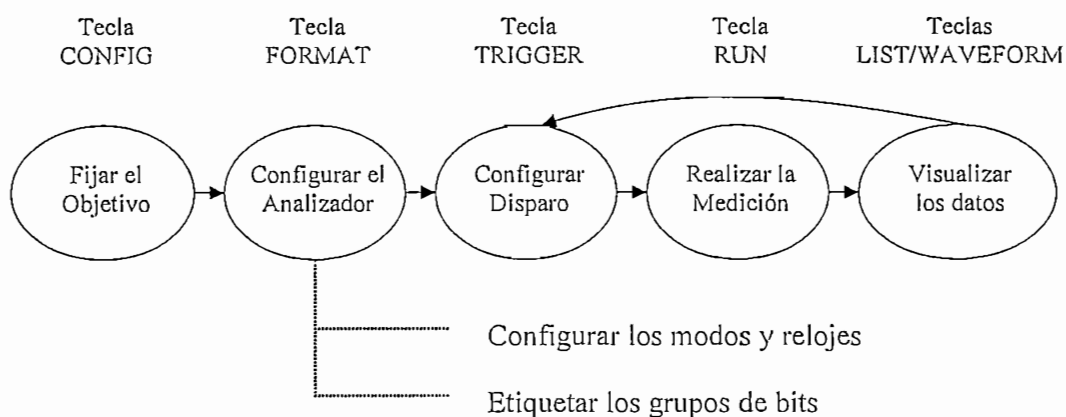 Tecla
CONFIG
Tecla
FORMAT
Tecla
TRIGGER
Tecla
RUN
Teclas
LIST/WAVEFORM
Fijar el
Objetivo
Configurar el
Analizador
Configurar
Disparo
Realizar la
Medición
Visualizar
los datos
Configurar los modos y relojes
Etiquetar los grupos de bits